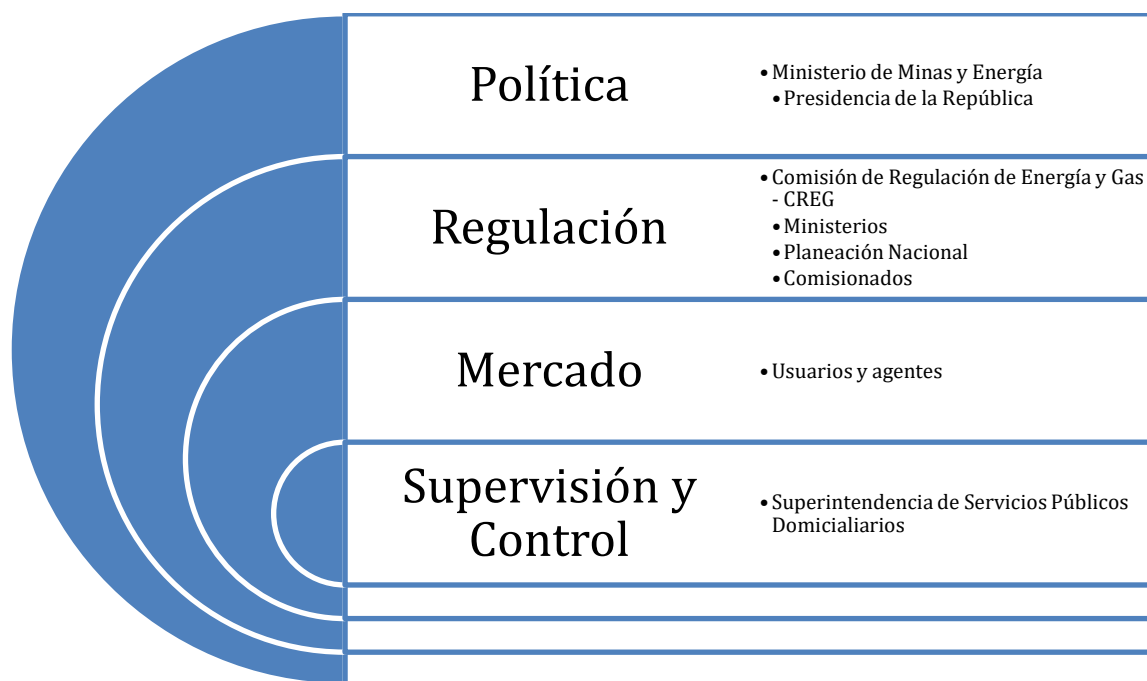 Política
• Ministerio de Minas y Energía
• Presidencia de la República
Regulación
• Comisión de Regulación de Energía y Gas
- CREG
• Ministerios
• Planeación Nacional
• Comisionados
Mercado
• Usuarios y agentes
Supervisión y
Control
• Superintendencia de Servicios Públicos
Domicialiarios